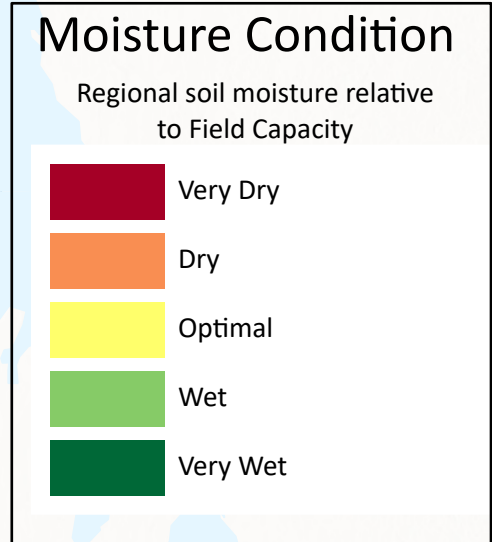 Moisture Condition
Regional soil moisture relative
to Field Capacity
Very Dry
Dry
Optimal
Wet
Very Wet